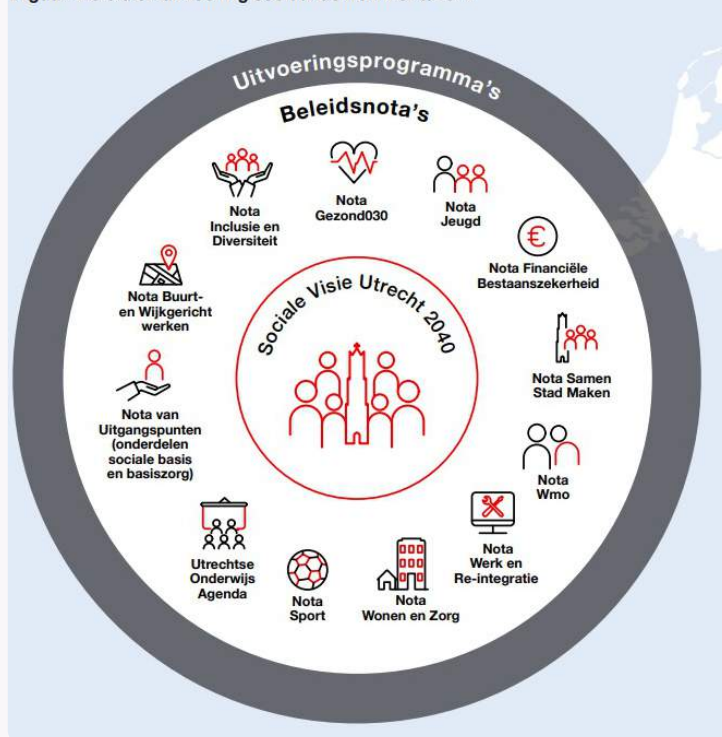 Uitvoeringsprogramma's
Beleidsnota's
Nota
Inclusie en
Diversiteit
Nota
Gezond030
Nota
Jeugd
€
Nota Financiële
Bestaanszekerheid
Nota Samen
Stad Maken
Nota
Wmo
Nota
Werk en
Re-integratie
Nota
Wonen en Zorg
Nota
Sport
Utrechtse
Onderwijs
Agenda
Nota van
Uitgangspunten
(onderdelen
sociale basis
en basiszorg)
Nota Buurt-
en Wijkgericht
werken
Sociale Visie Utrecht 2040